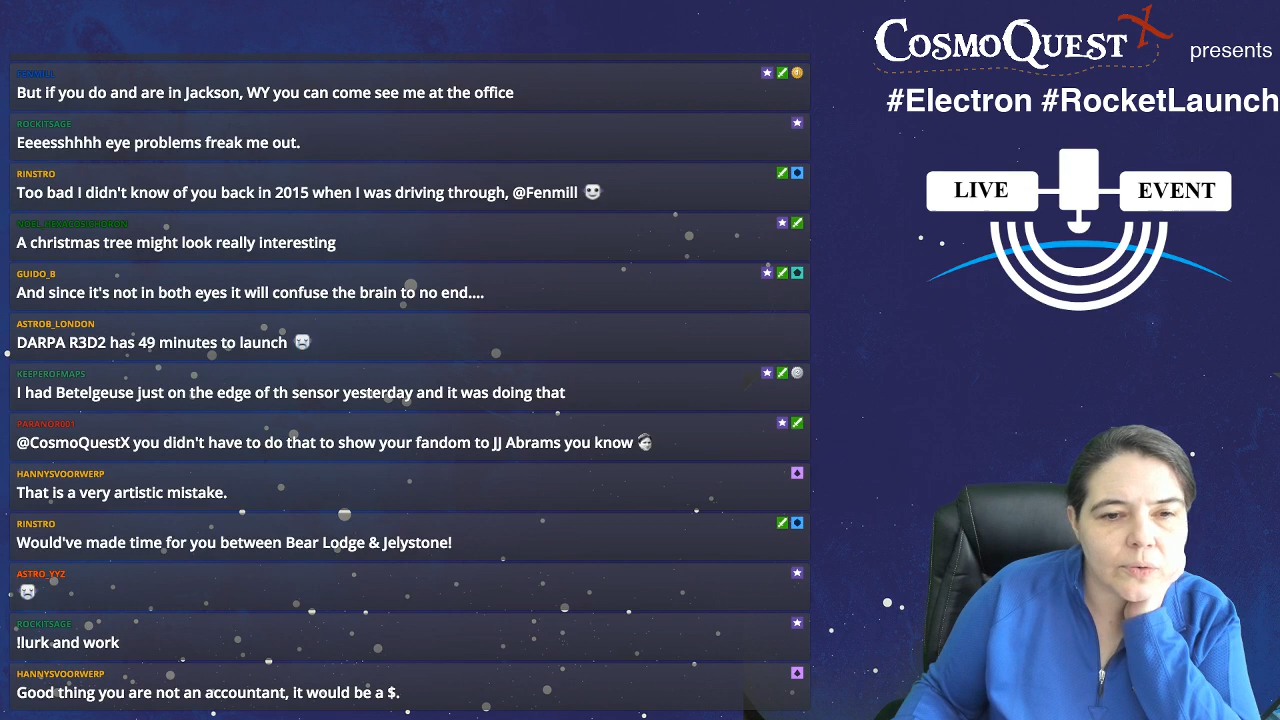 COSMOQUEST X presents
#Electron #RocketLaunch
LIVE EVENT
FENMILL
But if you do and are in Jackson, WY you can come see me at the office
ROCKITSAGE
Eeeesshhhh eye problems freak me out.
RINSTRO
Too bad I didn't know of you back in 2015 when I was driving through, @Fenmill
A christmas tree might look really interesting
GUIDO_B
And since it's not in both eyes it will confuse the brain to no end....
ASTROB_LONDON
DARPA R3D2 has 49 minutes to launch
KEEPEROFMAPS
I had Betelgeuse just on the edge of th sensor yesterday and it was doing that
PARANOR001
@CosmoQuestX you didn't have to do that to show your fandom to JJ Abrams you know
HANNYSVOORWERP
That is a very artistic mistake.
RINSTRO
Would've made time for you between Bear Lodge & Jelystone!
ASTRO_YYZ
ROCKITSAGE
!lurk and work
HANNYSVOORWERP
Good thing you are not an accountant, it would be a $.